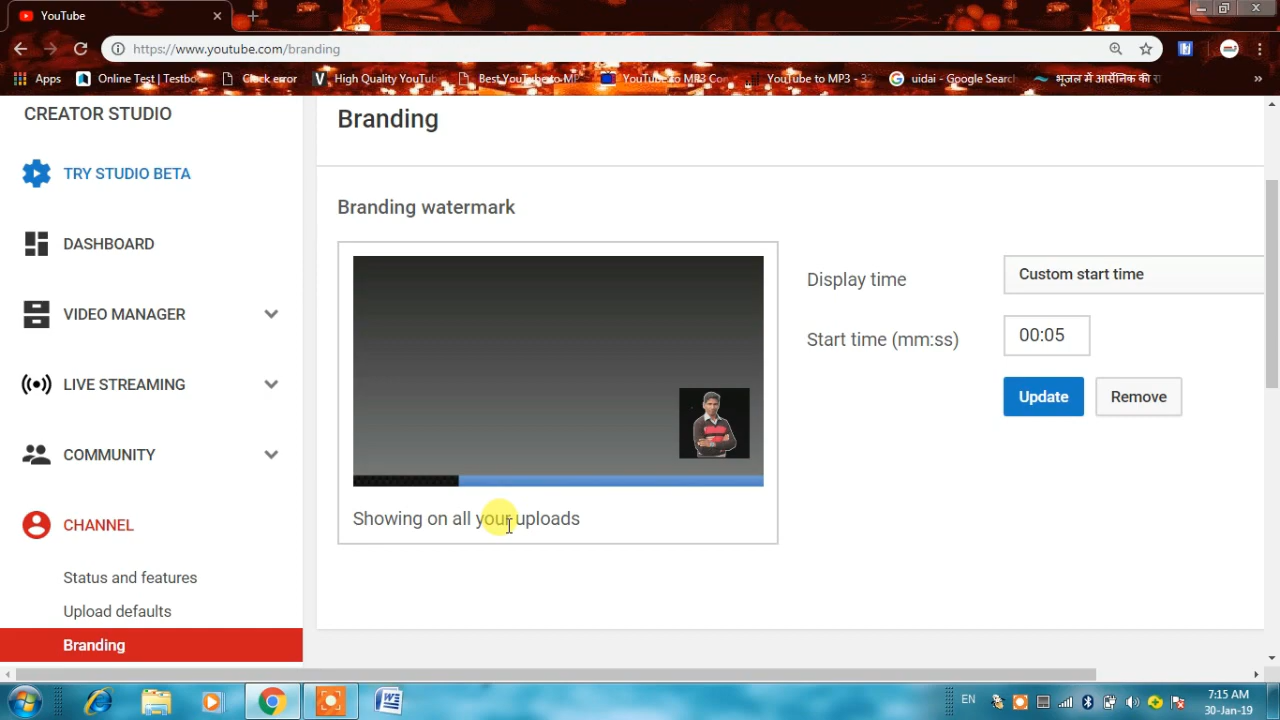 YouTube
https://www.youtube.com/branding
Apps
Online Test | Testbo
Clock error
High Quality YouTub
Best YouTube to MP
YouTube to MP3 Co
YouTube to MP3 - 3
uidai - Google Search
भूजल में आर्सेनिक की
»
CREATOR STUDIO
TRY STUDIO BETA
DASHBOARD
VIDEO MANAGER
LIVE STREAMING
COMMUNITY
CHANNEL
Status and features
Upload defaults
Branding
Branding
Branding watermark
Showing on all your uploads
Display time
Custom start time
Start time (mm:ss)
00:05
Update
Remove
EN
7:15 AM
30-Jan-19